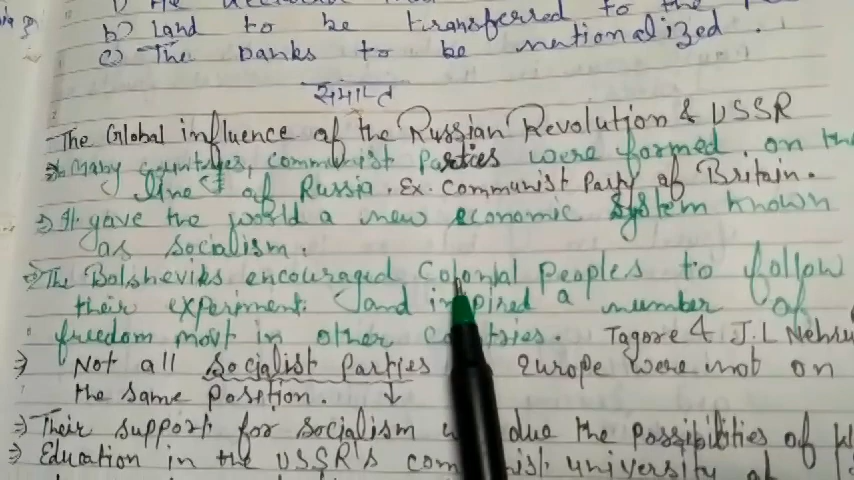 b) Land to be transferred to the
c) The Banks to be nationalized.
समाप्त
The Global influence of the Russian Revolution & USSR
⇒ Many countries, communist Parties were formed. on the
line of Russia. Ex. Communist Party of Britain.
⇒ It gave the world a new economic system known
as socialism.
⇒ The Bolsheviks encouraged colonial Peoples to follow
their experiment. and inspired a number of
freedom movt in other countries. Tagore & J.L Nehru
⇒ Not all Socialist Parties Europe were not on
the same position. ↓
⇒ Their support for socialism due the possibilities of
⇒ Eduation in the USSR's university of